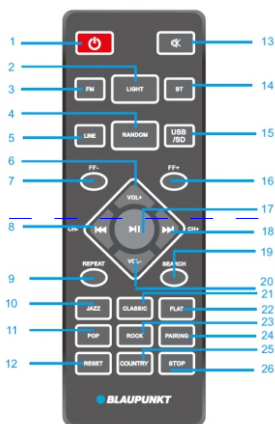 1 13
2
3 FM LIGHT BT 14
4
5 LINE RANDOM USB /SD 15
6
FF- FF+
7 VOL+ 16
17
8 CH- CH+ 18
VOL-
REPEAT SEARCH 19
9 20
21
10 JAZZ CLASSIC FLAT 22
23
11 POP ROCK PAIRING 24
25
12 RESET COUNTRY STOP
26
BLAUPUNKT